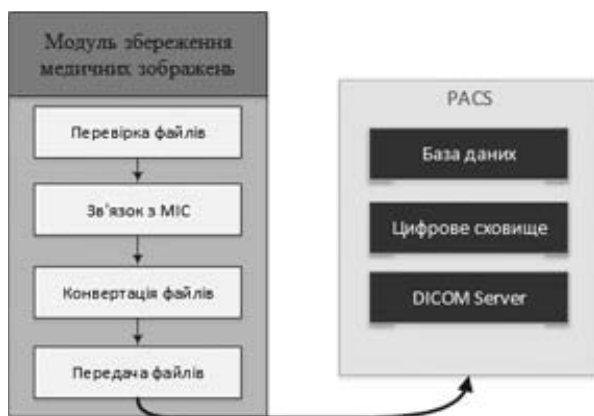 Модуль збереження
медичних зображень
Перевірка файлів
Зв'язок з МІС
Конвертація файлів
Передача файлів
PACS
База даних
Цифрове сховище
DICOM Server